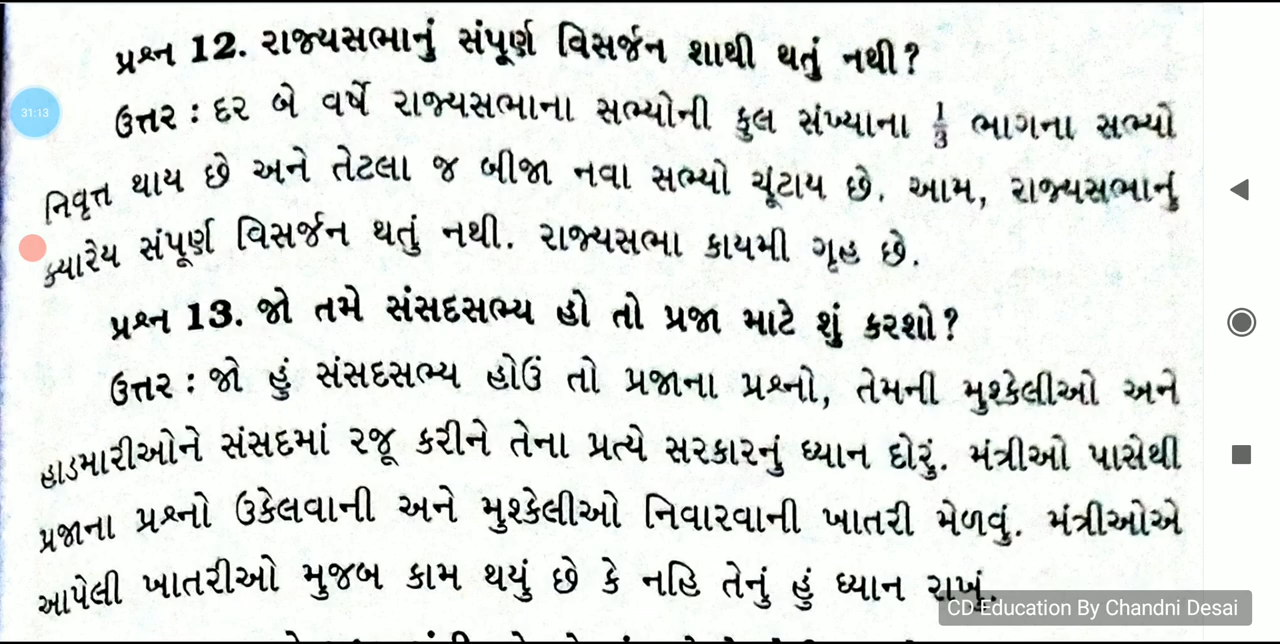 પ્રશ્ન 12. રાજ્યસભાનું સંપૂર્ણ વિસર્જન શાથી થતું નથી?
31:13
ઉત્તર : દર બે વર્ષે રાજ્યસભાના સભ્યોની કુલ સંખ્યાના 1/3 ભાગના સભ્યો
નિવૃત્ત થાય છે અને તેટલા જ બીજા નવા સભ્યો ચૂંટાય છે. આમ, રાજ્યસભાનું
ક્યારેય સંપૂર્ણ વિસર્જન થતું નથી. રાજ્યસભા કાયમી ગૃહ છે.
પ્રશ્ન 13. જો તમે સંસદસભ્ય હો તો પ્રજા માટે શું કરશો?
ઉત્તર : જો હું સંસદસભ્ય હોઉં તો પ્રજાના પ્રશ્નો, તેમની મુશ્કેલીઓ અને
હાડમારીઓને સંસદમાં રજૂ કરીને તેના પ્રત્યે સરકારનું ધ્યાન દોરું. મંત્રીઓ પાસેથી
પ્રજાના પ્રશ્નો ઉકેલવાની અને મુશ્કેલીઓ નિવારવાની ખાતરી મેળવું. મંત્રીઓએ
આપેલી ખાતરીઓ મુજબ કામ થયું છે કે નહિ તેનું હું ધ્યાન રાખું.
CD Education By Chandni Desai